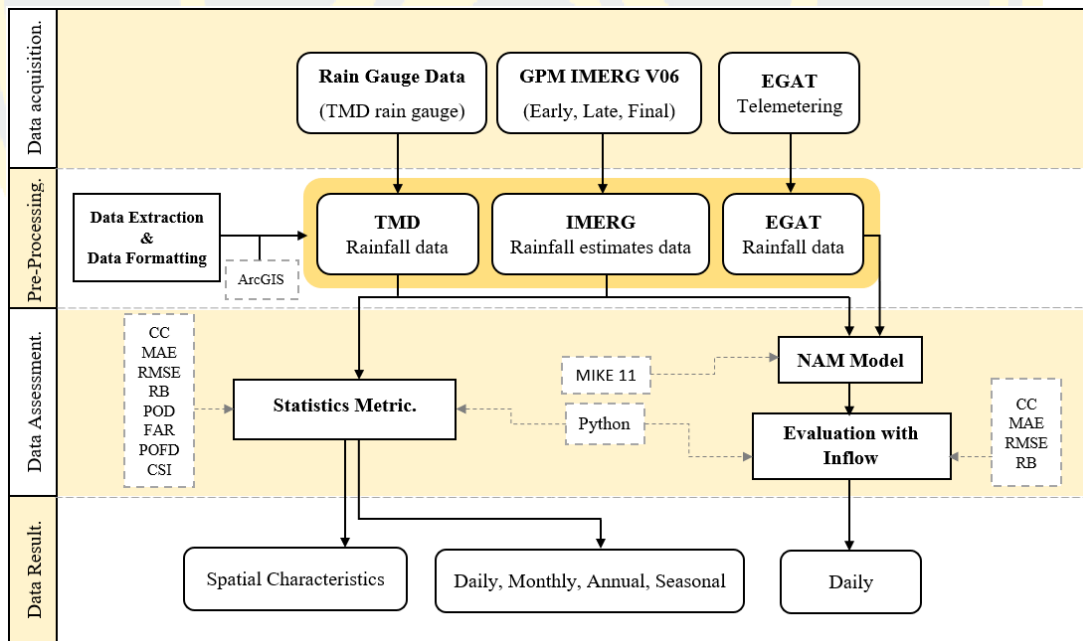 Data acquisition.
Rain Gauge Data
(TMD rain gauge)
GPM IMERG V06
(Early, Late, Final)
EGAT
Telemetering
Pre-Processing.
Data Extraction
&
Data Formatting
ArcGIS
TMD
Rainfall data
IMERG
Rainfall estimates data
EGAT
Rainfall data
Data Assessment.
CC
MAE
RMSE
RB
POD
FAR
POFD
CSI
Statistics Metric.
MIKE 11
Python
NAM Model
Evaluation with
Inflow
CC
MAE
RMSE
RB
Data Result.
Spatial Characteristics
Daily, Monthly, Annual, Seasonal
Daily